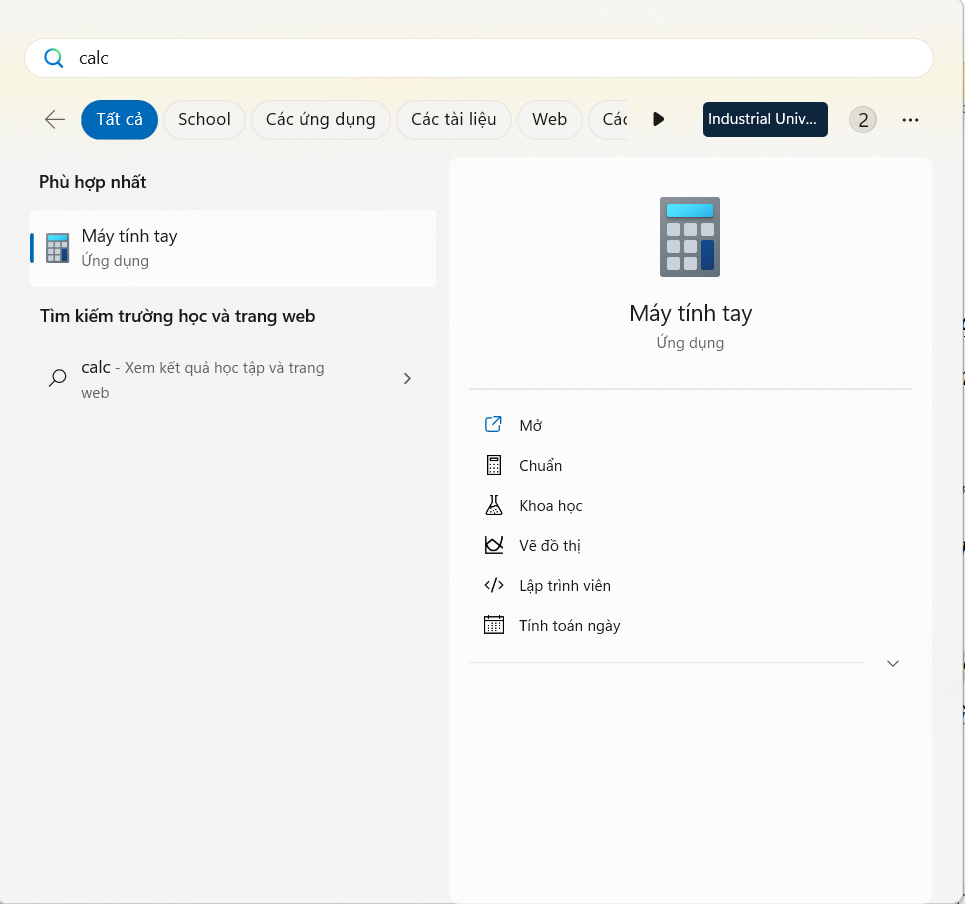 calc
Tất cả
School
Các ứng dụng
Các tài liệu
Web
Các
Industrial Univ...
2
Phù hợp nhất
Máy tính tay
Ứng dụng
Tìm kiếm trường học và trang web
calc - Xem kết quả học tập và trang
web
Máy tính tay
Ứng dụng
Mở
Chuẩn
Khoa học
Vẽ đồ thị
Lập trình viên
Tính toán ngày